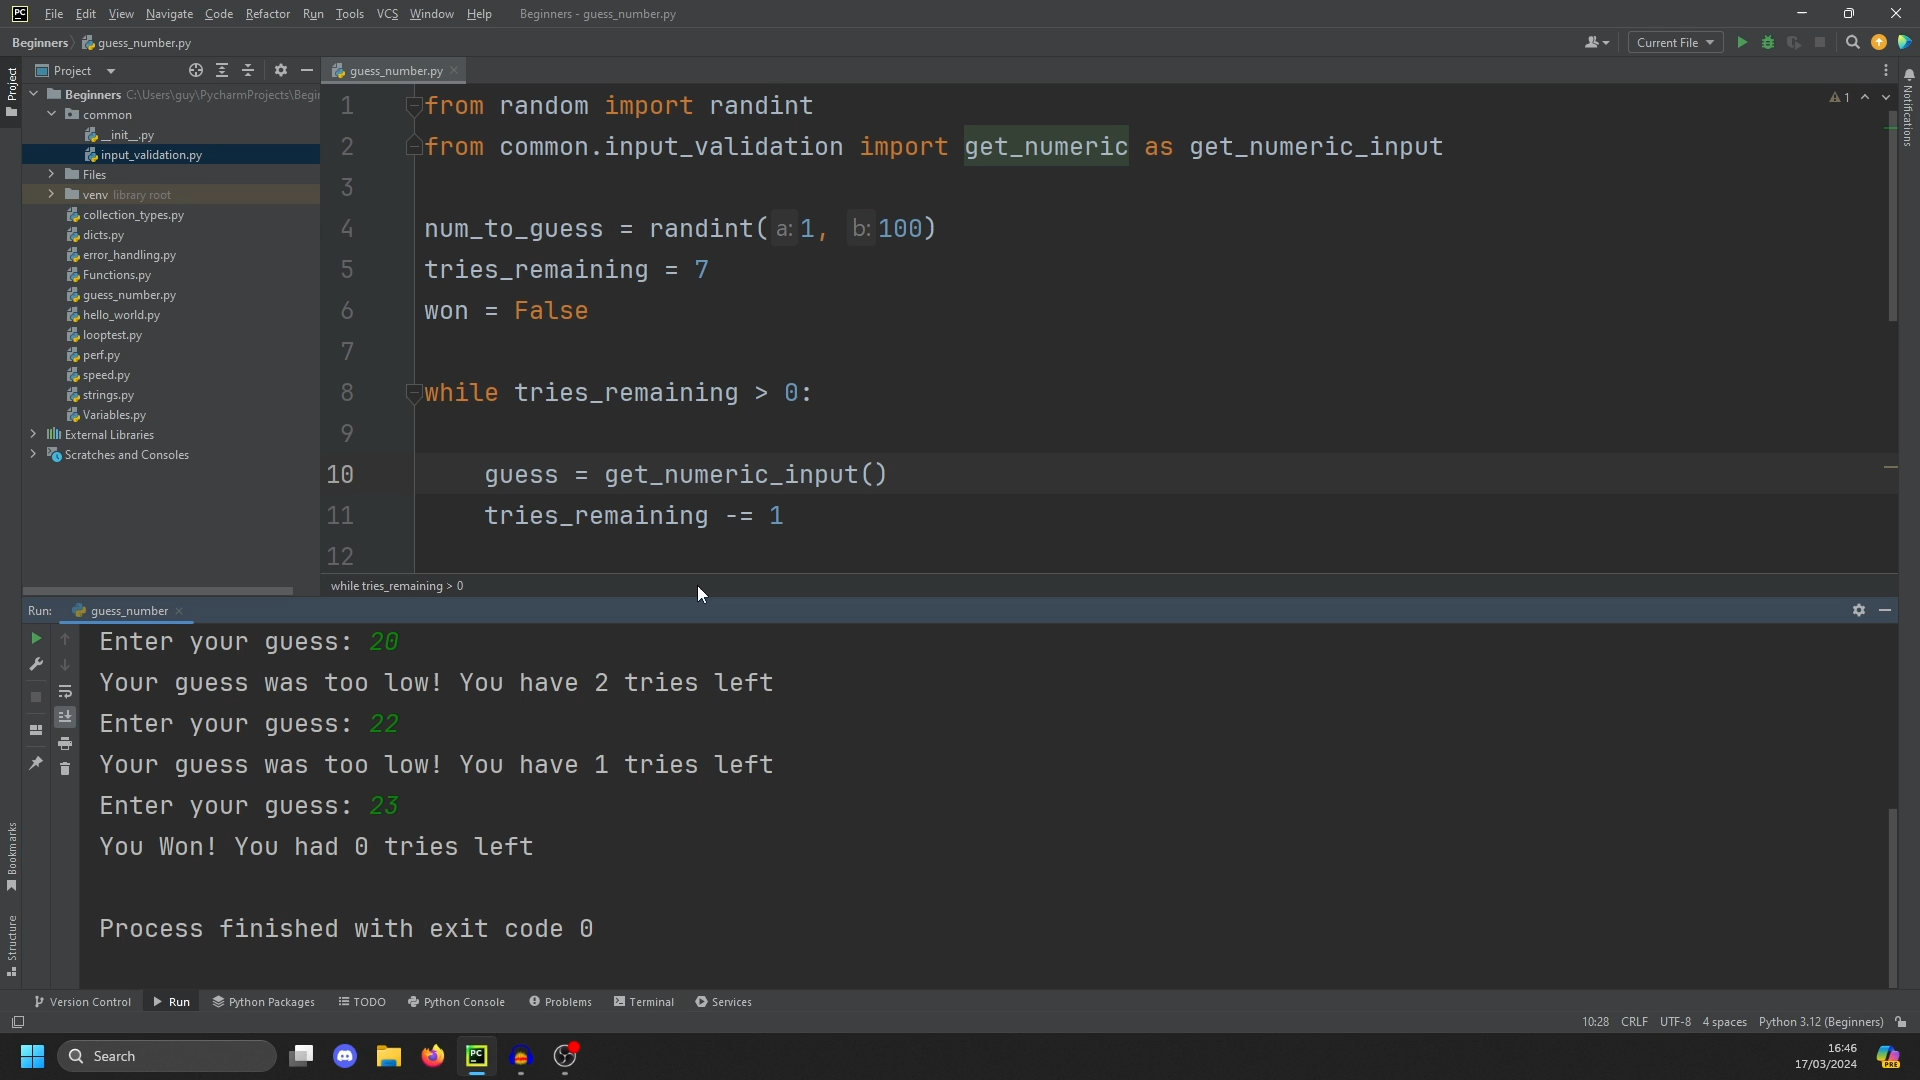 PC File Edit View Navigate Code Refactor Run Tools VCS Window Help Beginners - guess_number.py
Beginners guess_number.py Current File
Project guess_number.py
Project
Beginners C:\Users\guy\PycharmProjects\Begin
common
__init__.py
input_validation.py
Files
venv library root
collection_types.py
dicts.py
error_handling.py
Functions.py
guess_number.py
hello_world.py
looptest.py
perf.py
speed.py
strings.py
Variables.py
External Libraries
Scratches and Consoles
1 from random import randint
2 from common.input_validation import get_numeric as get_numeric_input
3
4 num_to_guess = randint( a: 1, b: 100)
5 tries_remaining = 7
6 won = False
7
8 while tries_remaining > 0:
9
10 guess = get_numeric_input()
11 tries_remaining -= 1
12
1
Notifications
while tries_remaining > 0
Run: guess_number
Enter your guess: 20
Your guess was too low! You have 2 tries left
Enter your guess: 22
Your guess was too low! You have 1 tries left
Enter your guess: 23
You Won! You had 0 tries left
Process finished with exit code 0
Bookmarks
Structure
Version Control Run Python Packages TODO Python Console Problems Terminal Services
10:28 CRLF UTF-8 4 spaces Python 3.12 (Beginners)
Search PC
16:46
17/03/2024
PRE